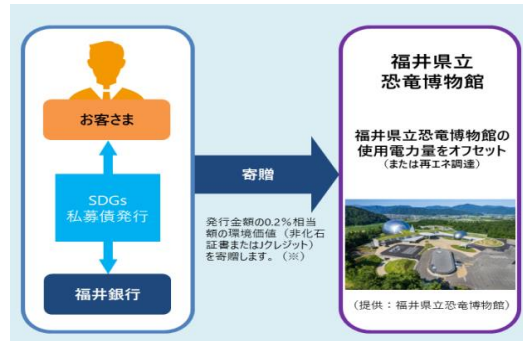 お客さま
SDGs
私募債発行
福井銀行
寄贈
発行金額の0.2%相当
額の環境価値（非化石
証書またはJクレジット）
を寄贈します。（※）
福井県立
恐竜博物館
福井県立恐竜博物館の
使用電力量をオフセット
（または再エネ調達）
（提供：福井県立恐竜博物館）